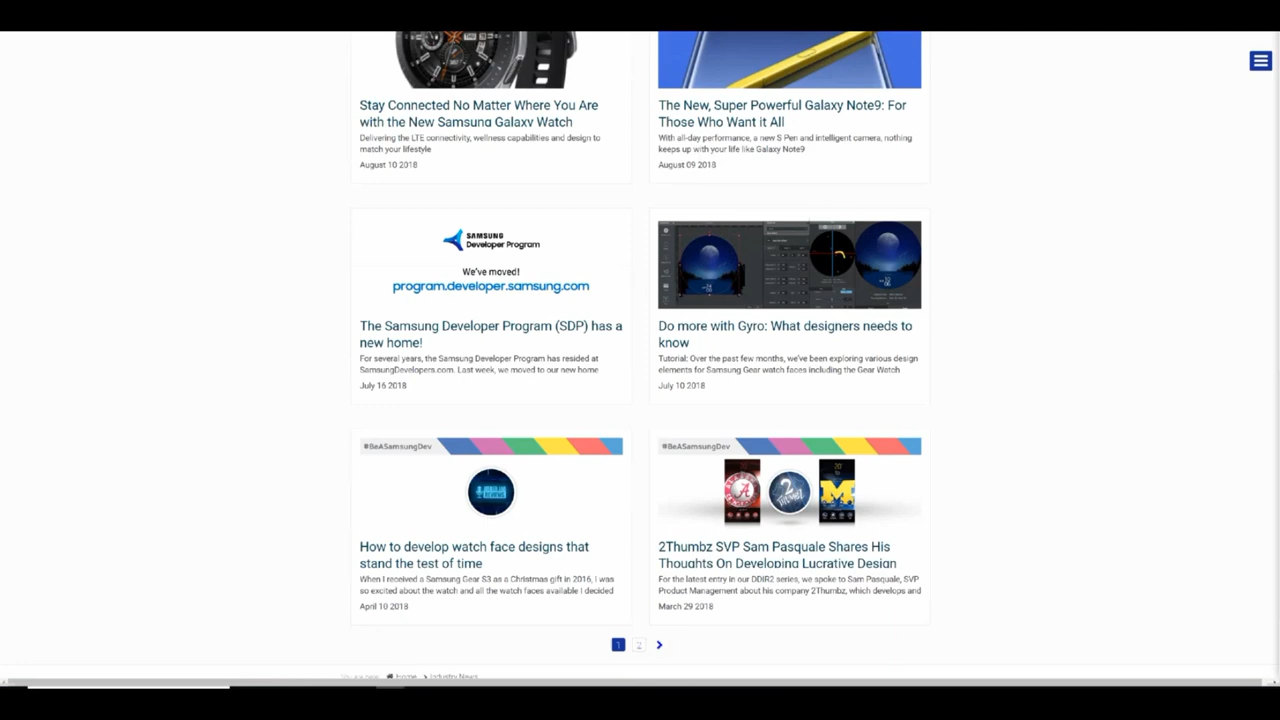 Stay Connected No Matter Where You Are
with the New Samsung Galaxy Watch
Delivering the LTE connectivity, wellness capabilities and design to
match your lifestyle
August 10 2018
The New, Super Powerful Galaxy Note9: For
Those Who Want it All
With all-day performance, a new S Pen and intelligent camera, nothing
keeps up with your life like Galaxy Note9
August 09 2018
SAMSUNG
Developer Program
We've moved!
program.developer.samsung.com
The Samsung Developer Program (SDP) has a
new home!
For several years, the Samsung Developer Program has resided at
SamsungDevelopers.com. Last week, we moved to our new home
July 16 2018
Do more with Gyro: What designers needs to
know
Tutorial: Over the past few months, we've been exploring various design
elements for Samsung Gear watch faces including the Gear Watch
July 10 2018
#BeASamsungDev
How to develop watch face designs that
stand the test of time
When I received a Samsung Gear S3 as a Christmas gift in 2016, I was
so excited about the watch and all the watch faces available I decided
April 10 2018
#BeASamsungDev
2Thumbz SVP Sam Pasquale Shares His
Thoughts On Developing Lucrative Design
For the latest entry in our DDIR2 series, we spoke to Sam Pasquale, SVP
Product Management about his company 2Thumbz, which develops and
March 29 2018
1 2
You are here: Home Industry News